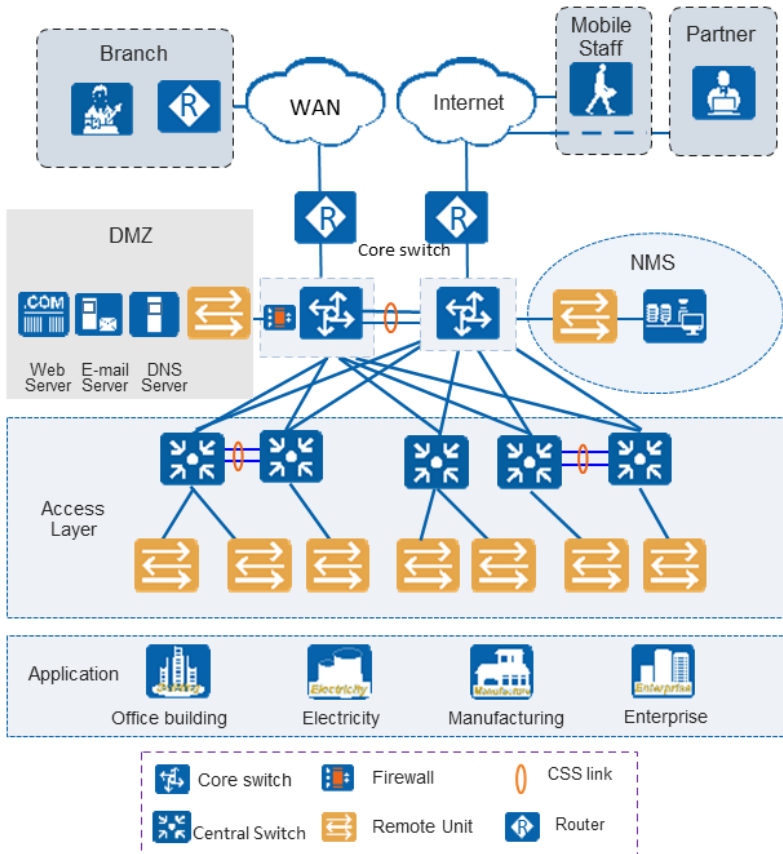 Branch
R
WAN
Internet
Mobile
Staff
Partner
R
R
Core switch
DMZ
.COM
Web
Server
E-mail
Server
DNS
Server
NMS
Access
Layer
Application
Office building
Electricity
Electricity
Manufacture
Manufacturing
Enterprise
Enterprise
Core switch
Firewall
CSS link
Central Switch
Remote Unit
R
Router